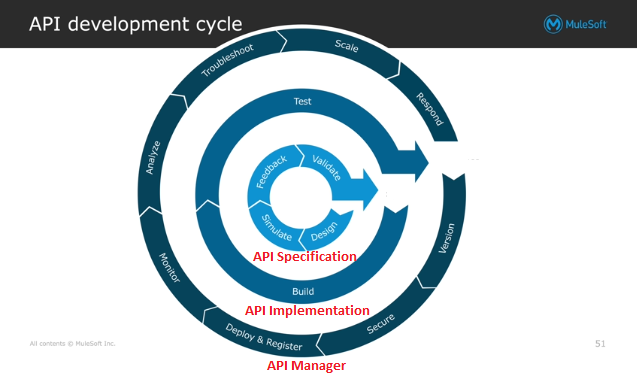 API development cycle
MuleSoft
Troubleshoot
Scale
Respond
Analyze
Test
Feedback
Validate
Simulate
Design
API Specification
Version
Monitor
Build
API Implementation
Deploy & Register
Secure
All contents © MuleSoft Inc.
51
API Manager